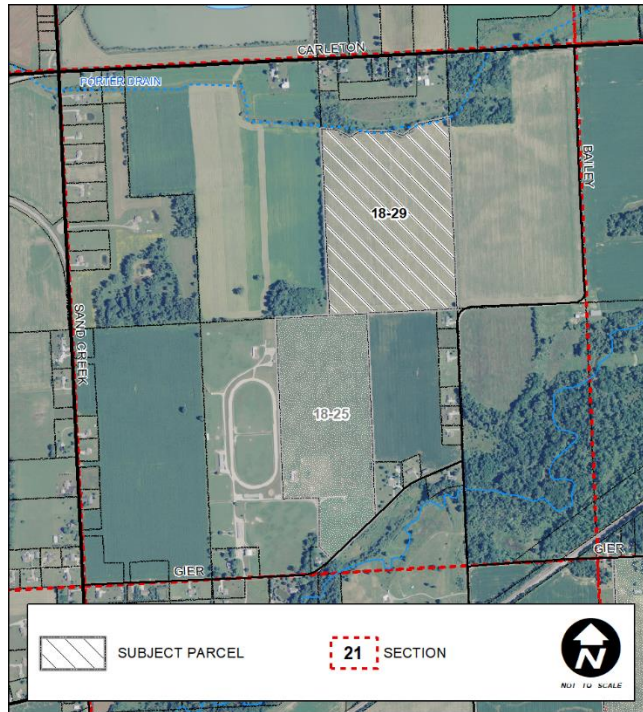 CARLETON
PORTER DRAIN
BAILEY
18-29
SAND CREEK
18-25
GIER
GIER
SUBJECT PARCEL
21 SECTION
N
NOT TO SCALE